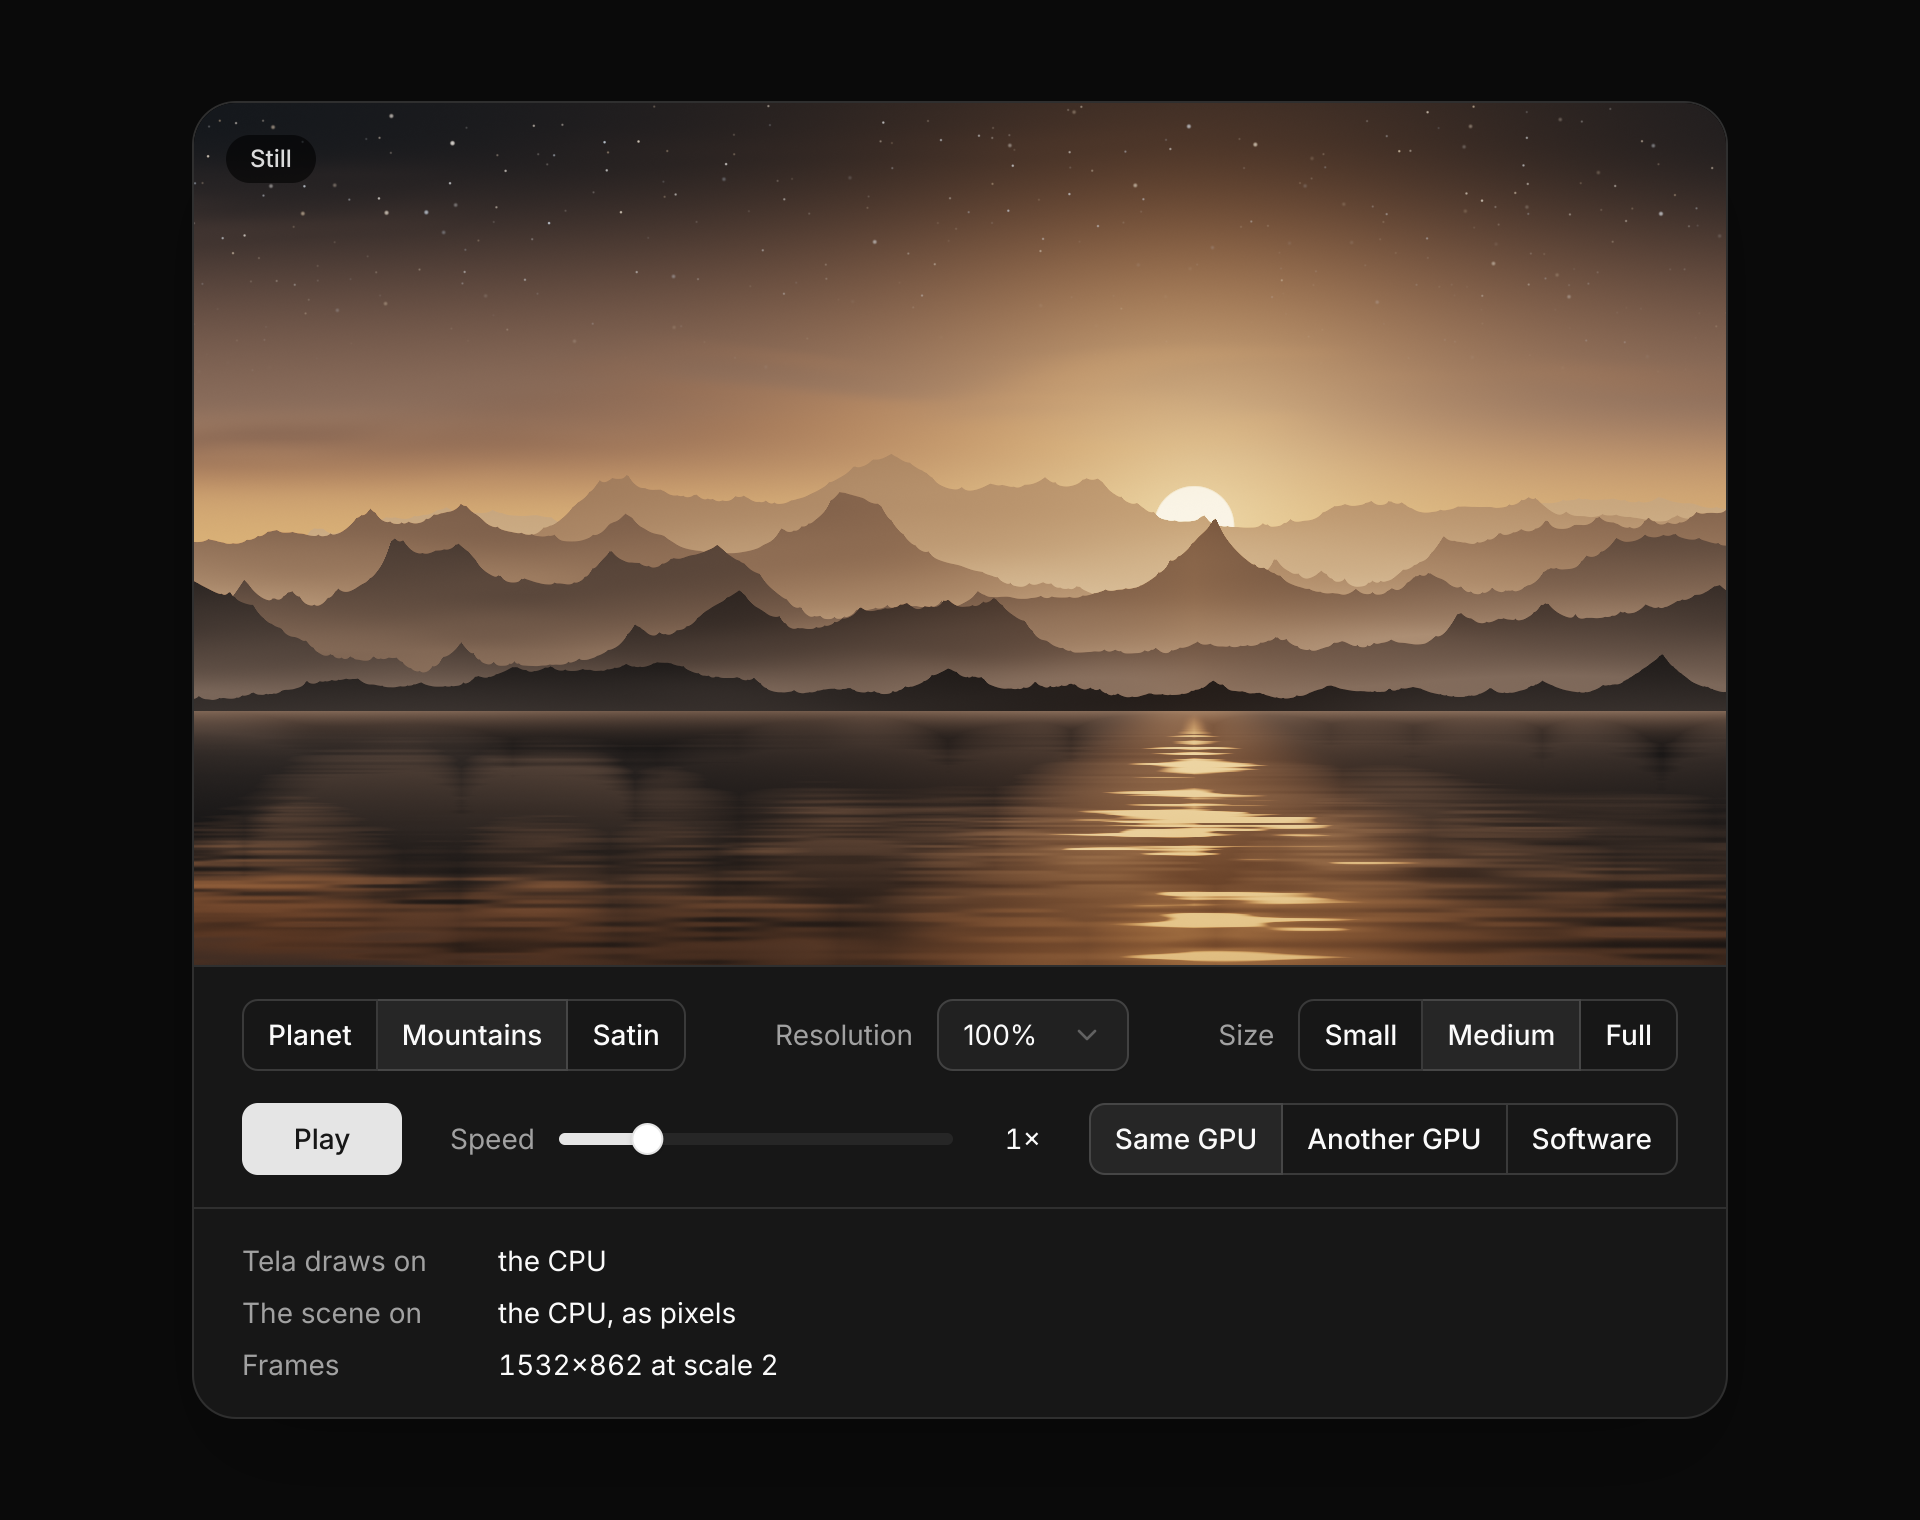 Still
Planet Mountains Satin Resolution 100% Size Small Medium Full
Play Speed 1× Same GPU Another GPU Software
Tela draws on the CPU
The scene on the CPU, as pixels
Frames 1532×862 at scale 2